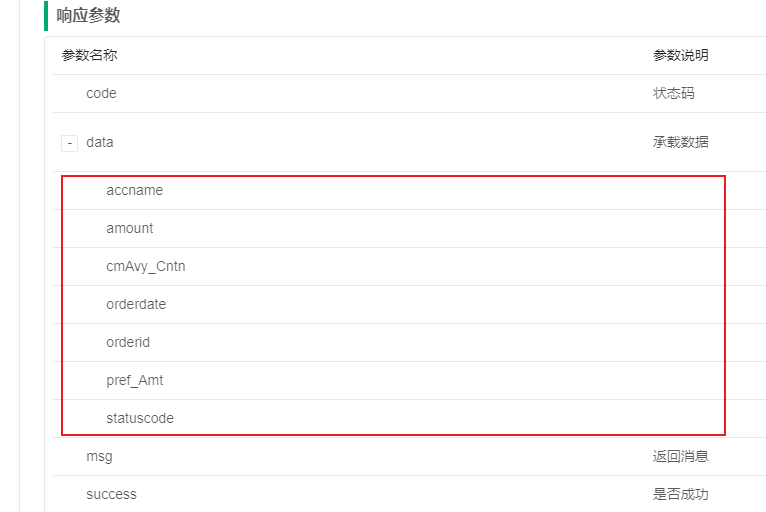 响应参数
参数名称 参数说明
code 状态码
- data 承载数据
accname
amount
cmAvy_Cntn
orderdate
orderid
pref_Amt
statuscode
msg 返回消息
success 是否成功